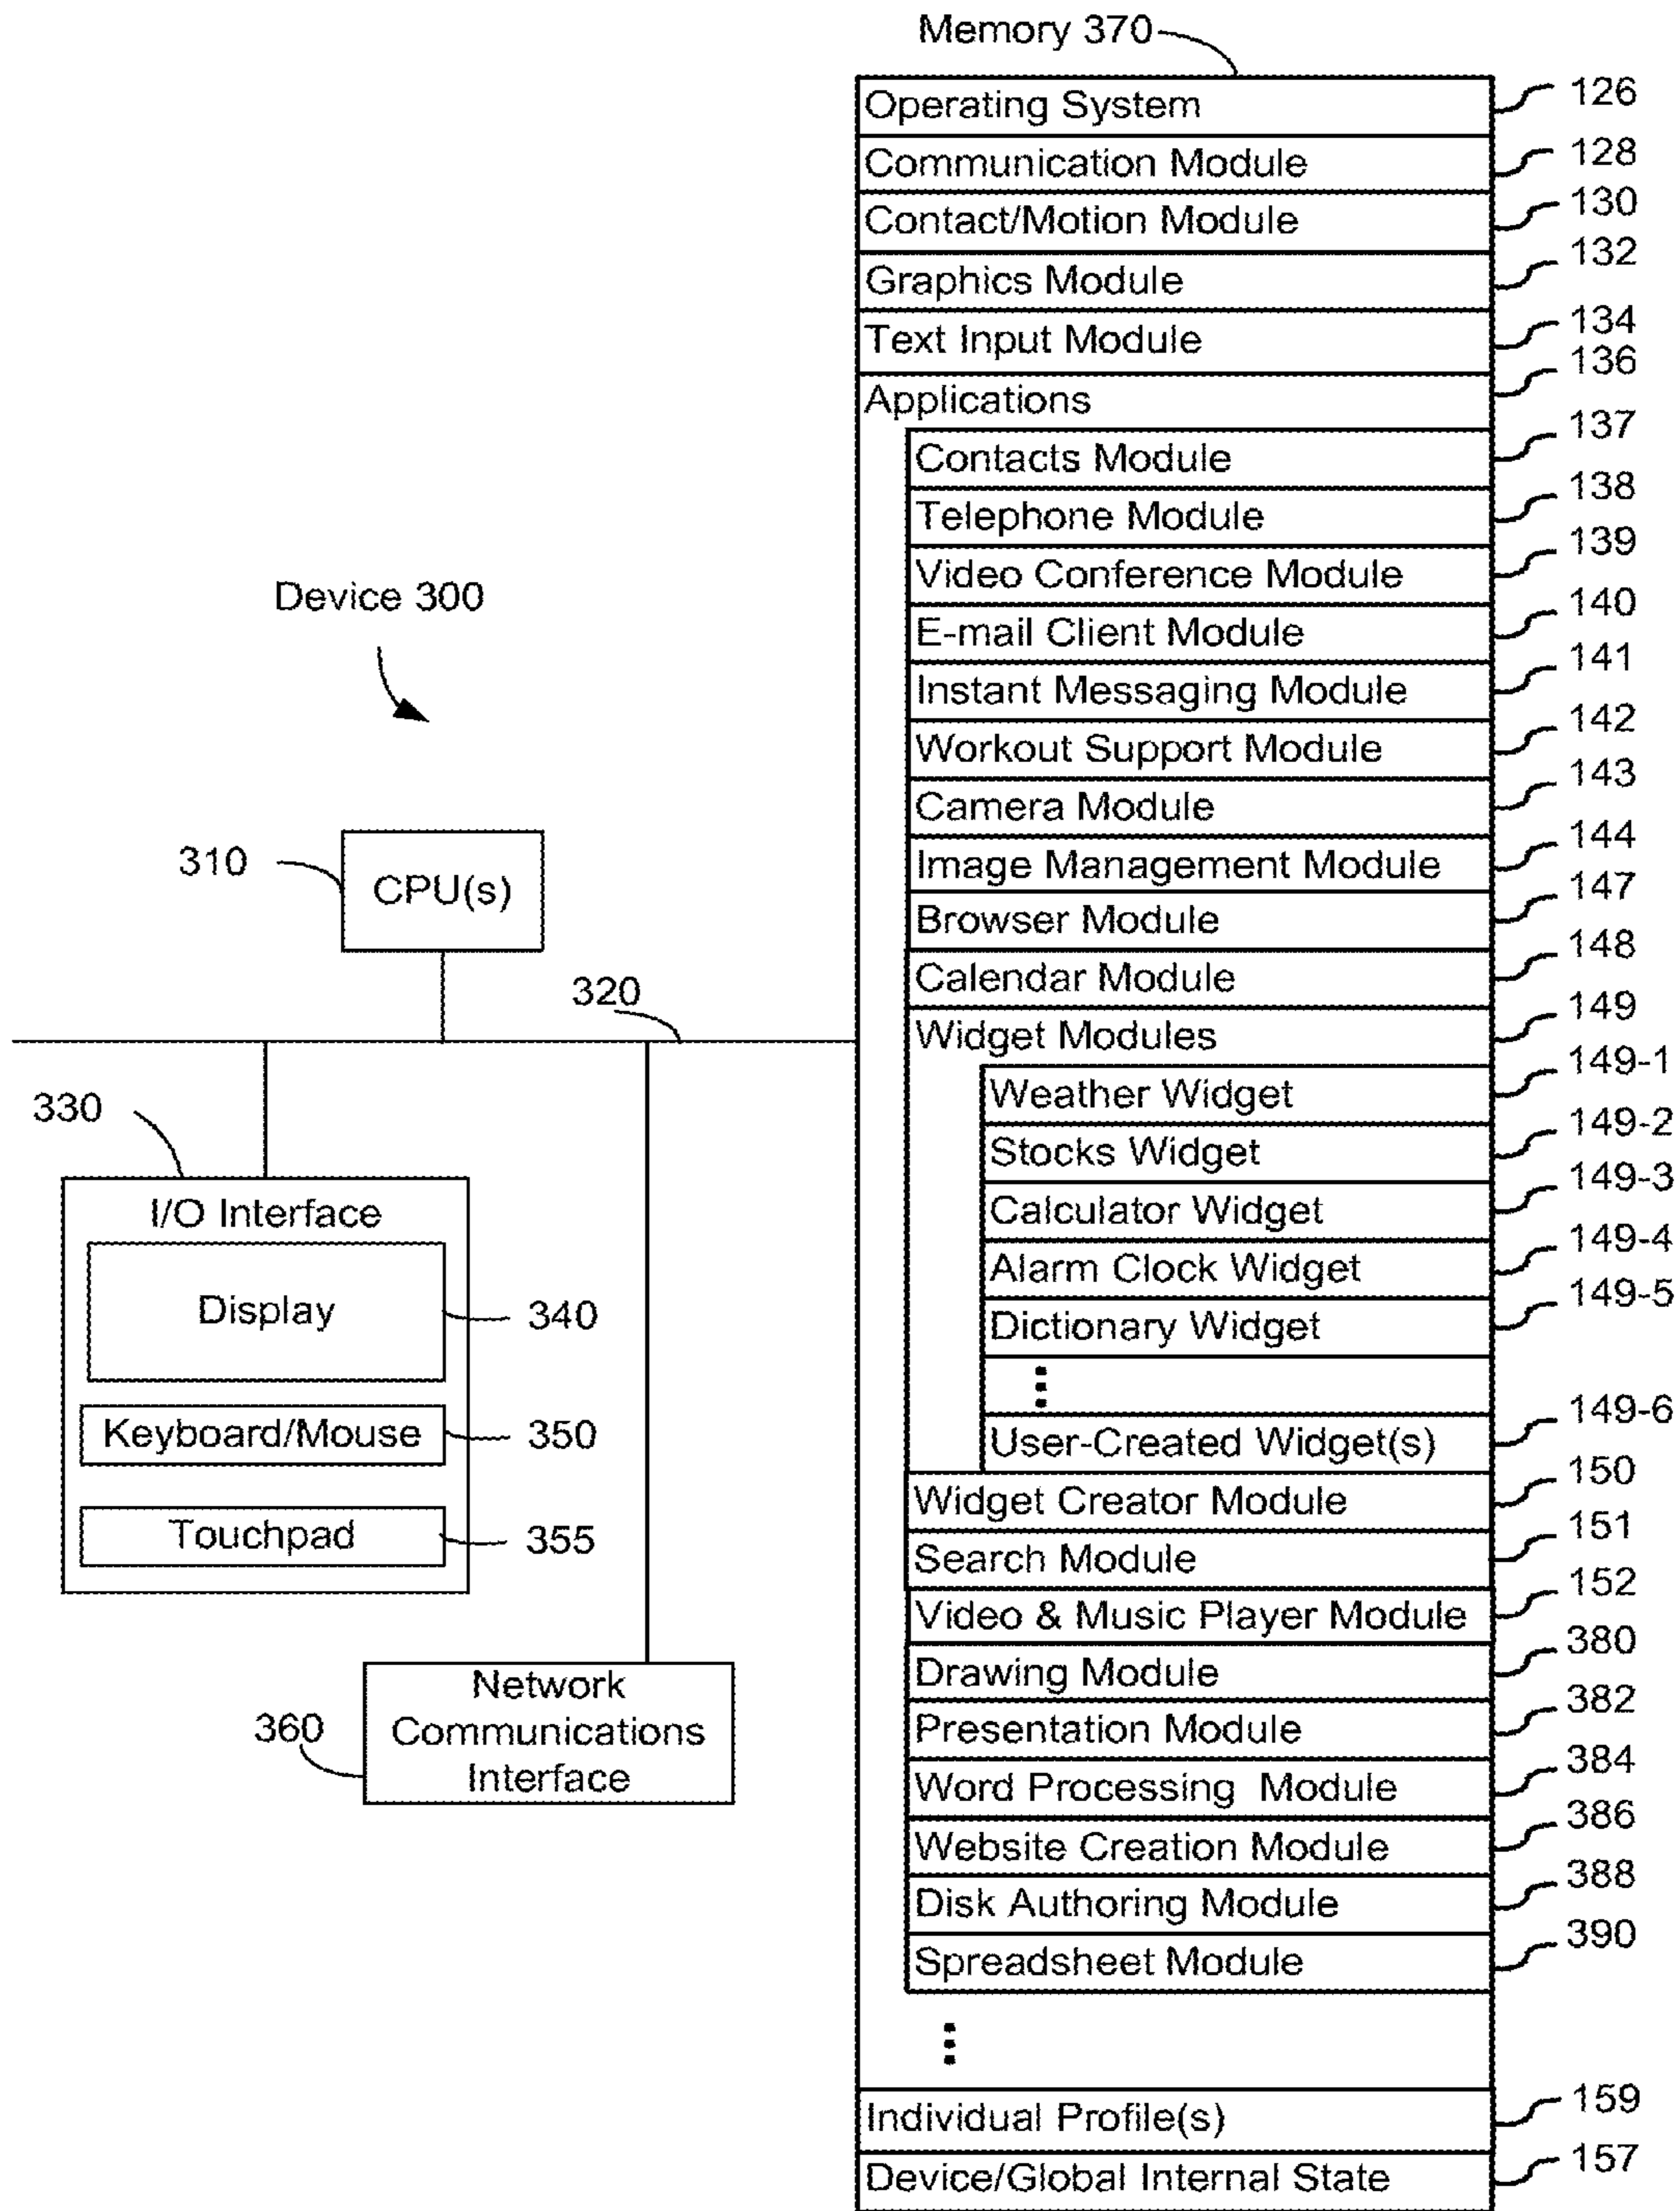 Memory 370
Operating System 126
Communication Module 128
Contact/Motion Module 130
Graphics Module 132
Text Input Module 134
Applications 136
Contacts Module 137
Telephone Module 138
Video Conference Module 139
E-mail Client Module 140
Instant Messaging Module 141
Workout Support Module 142
Camera Module 143
Image Management Module 144
Browser Module 147
Calendar Module 148
Widget Modules 149
Weather Widget 149-1
Stocks Widget 149-2
Calculator Widget 149-3
Alarm Clock Widget 149-4
Dictionary Widget 149-5
User-Created Widget(s) 149-6
Widget Creator Module 150
Search Module 151
Video & Music Player Module 152
Drawing Module 380
Presentation Module 382
Word Processing Module 384
Website Creation Module 386
Disk Authoring Module 388
Spreadsheet Module 390
Individual Profile(s) 159
Device/Global Internal State 157
Device 300
310
CPU(s)
320
330
I/O Interface
Display 340
Keyboard/Mouse 350
Touchpad 355
360
Network
Communications
Interface